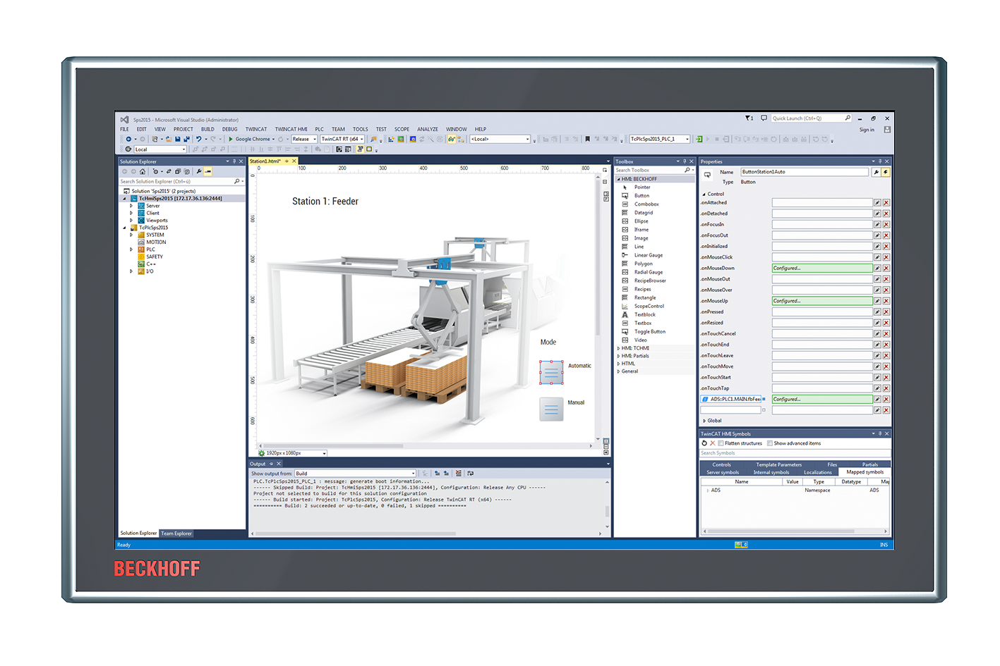 Sps2015 - Microsoft Visual Studio (Administrator)
1
Quick Launch (Ctrl+Q)
FILE EDIT VIEW PROJECT BUILD DEBUG TWINCAT TWINCAT HMI PLC TEAM TOOLS TEST SCOPE ANALYZE WINDOW HELP
Sign in
Google Chrome Release TwinCAT RT (x64 <Local> TcPlcSps2015_PLC_1
Local
Solution Explorer
Search Solution Explorer (Ctrl+ü)
Solution 'Sps2015' (2 projects)
TcHmiSps2015 [172.17.36.136:2444]
Server
Client
Viewports
TcPlcSps2015
SYSTEM
MOTION
PLC
SAFETY
C++
I/O
Solution Explorer Team Explorer
Station1.html*
0 100 200 300 400 500 600 700 800
0
100
200
300
400
500
600
Station 1: Feeder
Mode
Automatic
Manual
1920px x 1080px
Output
Show output from: Build
PLC.TcPlcSps2015_PLC_1 : message: generate boot information...
------ Skipped Build: Project: TcHmiSps2015 [172.17.36.136:2444], Configuration: Release Any CPU ------
Project not selected to build for this solution configuration
------ Build started: Project: TcPlcSps2015, Configuration: Release TwinCAT RT (x64) ------
========== Build: 2 succeeded or up-to-date, 0 failed, 1 skipped ==========
Toolbox
Search Toolbox
HMI: BECKHOFF
Pointer
Button
Combobox
Datagrid
Ellipse
Iframe
Image
Line
Linear Gauge
Polygon
Radial Gauge
RecipeBrowser
Recipes
Rectangle
ScopeControl
Textblock
Textbox
Toggle Button
Video
HMI: TCHMI
HMI: Partials
HTML
General
Properties
Name ButtonStation1Auto
Type Button
Control
.onAttached
.onDetached
.onFocusIn
.onFocusOut
.onInitialized
.onMouseClick
.onMouseDown Configured...
.onMouseOut
.onMouseOver
.onMouseUp Configured...
.onPressed
.onResized
.onTouchCancel
.onTouchEnd
.onTouchLeave
.onTouchMove
.onTouchStart
.onTouchTap
ADS::PLC1.MAIN.fbFee Configured...
Global
TwinCAT HMI Symbols
Flatten structures Show advanced items
Search Symbols
Controls Template Parameters Files Partials
Server symbols Internal symbols Localizations Mapped symbols
Name Value Type Datatype Map
ADS Namespace ADS
Ready
0
INS
BECKHOFF